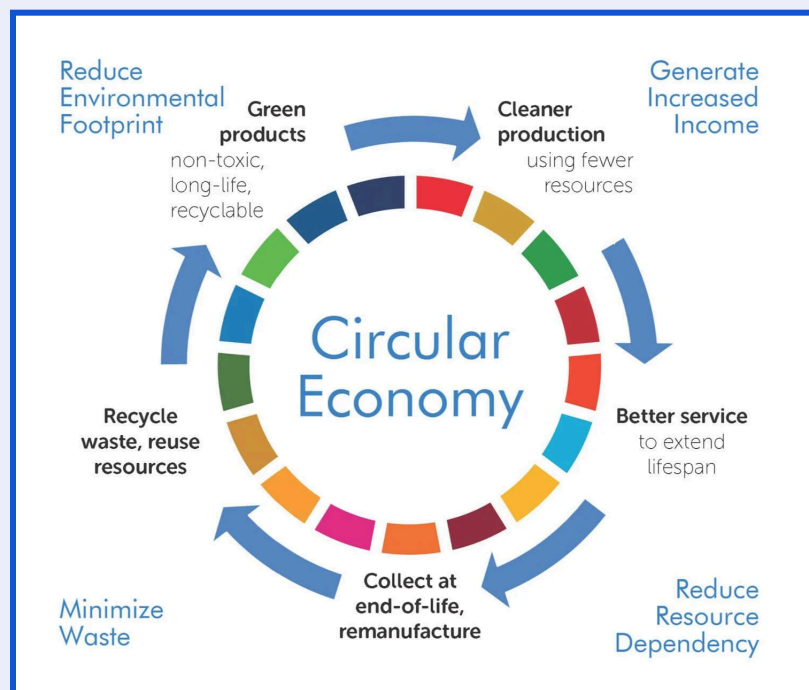 Reduce
Environmental
Footprint
Generate
Increased
Income
Green
products
non-toxic,
long-life,
recyclable
Cleaner
production
using fewer
resources
Circular
Economy
Better service
to extend
lifespan
Recycle
waste, reuse
resources
Collect at
end-of-life,
remanufacture
Minimize
Waste
Reduce
Resource
Dependency